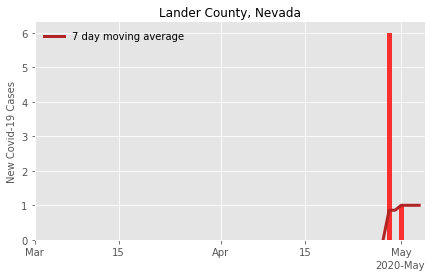 Lander County, Nevada
7 day moving average
New Covid-19 Cases
6
5
4
3
2
1
0
Mar 15 Apr 15 May
2020-May